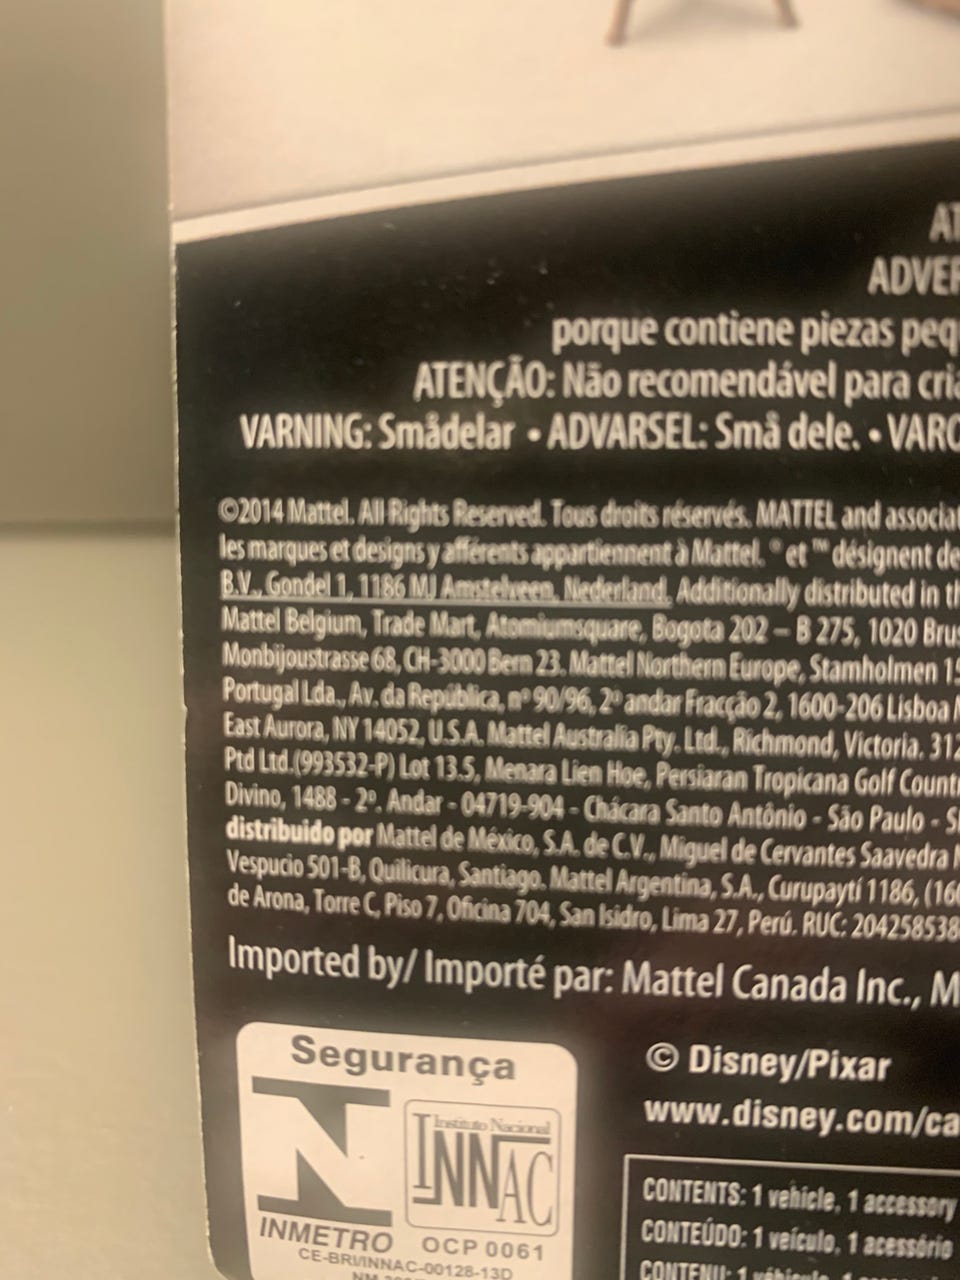 AT
ADVER
porque contiene piezas peq
ATENÇÃO: Não recomendável para cria
VARNING: Smådelar • ADVARSEL: Små dele. • VARO
©2014 Mattel. All Rights Reserved. Tous droits réservés. MATTEL and associat
les marques et designs y afférents appartiennent à Mattel. ® et ™ désignent de
B.V., Gondel 1, 1186 MJ Amstelveen, Nederland. Additionally distributed in th
Mattel Belgium, Trade Mart, Atomiumsquare, Bogota 202 – B 275, 1020 Brus
Monbijoustrasse 68, CH-3000 Bern 23. Mattel Northern Europe, Stamholmen 15
Portugal Lda., Av. da República, nº 90/96, 2º andar Fracção 2, 1600-206 Lisboa
East Aurora, NY 14052, U.S.A. Mattel Australia Pty. Ltd., Richmond, Victoria. 312
Ptd Ltd.(993532-P) Lot 13.5, Menara Lien Hoe, Persiaran Tropicana Golf Count
Divino, 1488 - 2º. Andar - 04719-904 - Chácara Santo Antônio - São Paulo - S
distribuido por Mattel de México, S.A. de C.V., Miguel de Cervantes Saavedra
Vespucio 501-B, Quilicura, Santiago. Mattel Argentina, S.A., Curupaytí 1186, (160
de Arona, Torre C, Piso 7, Oficina 704, San Isidro, Lima 27, Perú. RUC: 204258538
Imported by/ Importé par: Mattel Canada Inc., M
Segurança
Instituto Nacional
INNAC
INMETRO
OCP 0061
CE-BRI/INNAC-00128-13D
© Disney/Pixar
www.disney.com/ca
CONTENTS: 1 vehicle, 1 accessory
CONTEÚDO: 1 veículo, 1 acessório
CONTENU: 1